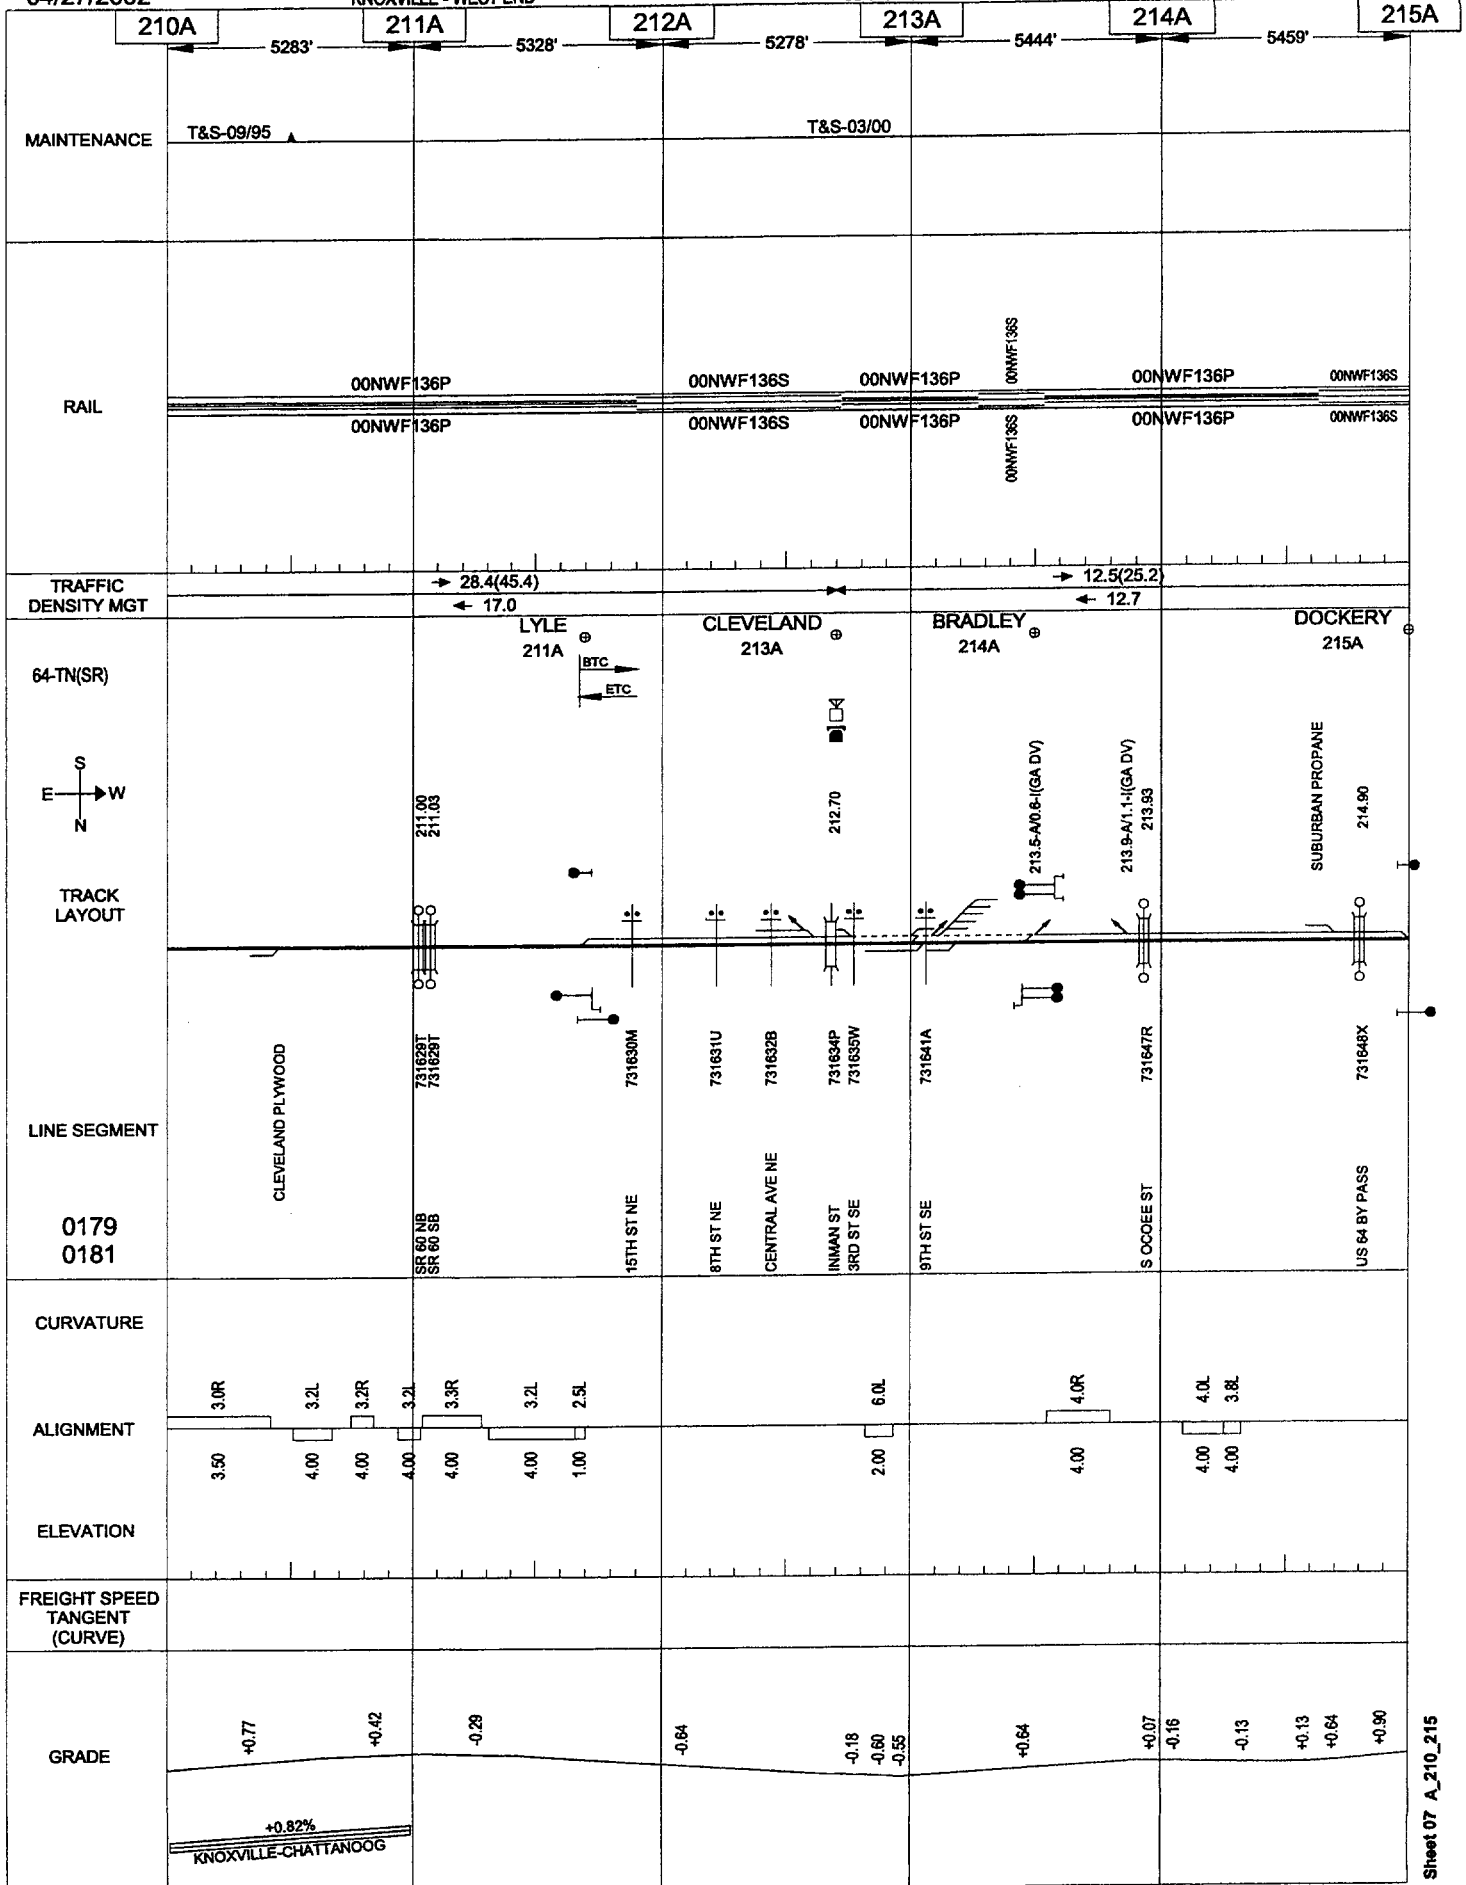 210A 211A 212A 213A 214A 215A
5283' 5328' 5278' 5444' 5459'
MAINTENANCE
T&S-09/95
T&S-03/00
RAIL
00NWF136P 00NWF136S 00NWF136P 00NWF136S 00NWF136P 00NWF136S
00NWF136P 00NWF136S 00NWF136P 00NWF136S 00NWF136P 00NWF136S
TRAFFIC
DENSITY MGT
28.4(45.4)
17.0
12.5(25.2)
12.7
LYLE
211A
CLEVELAND
213A
BRADLEY
214A
DOCKERY
215A
BTC
ETC
64-TN(SR)
S
E W
N
TRACK
LAYOUT
211.00
211.03
212.70
213.5-A/0.6-I(GA DV)
213.9-A/1.1-I(GA DV)
213.93
SUBURBAN PROPANE
214.90
LINE SEGMENT
0179
0181
CLEVELAND PLYWOOD
SR 60 NB 731629T
SR 60 SB 731629T
15TH ST NE 731630M
8TH ST NE 731631U
CENTRAL AVE NE 731632B
INMAN ST 731634P
3RD ST SE 731635W
9TH ST SE 731641A
S OCOEE ST 731647R
US 64 BY PASS 731648X
CURVATURE
3.0R 3.2L 3.2R 3.2L 3.3R 3.2L 2.5L 6.0L 4.0R 4.0L 3.8L
ALIGNMENT
3.50 4.00 4.00 4.00 4.00 4.00 1.00 2.00 4.00 4.00 4.00
ELEVATION
FREIGHT SPEED
TANGENT
(CURVE)
GRADE
+0.77 +0.42 -0.29 -0.64 -0.18 -0.60 -0.55 +0.64 +0.07 -0.16 -0.13 +0.13 +0.64 +0.90
+0.82%
KNOXVILLE-CHATTANOOG
Sheet 07 A_210_215